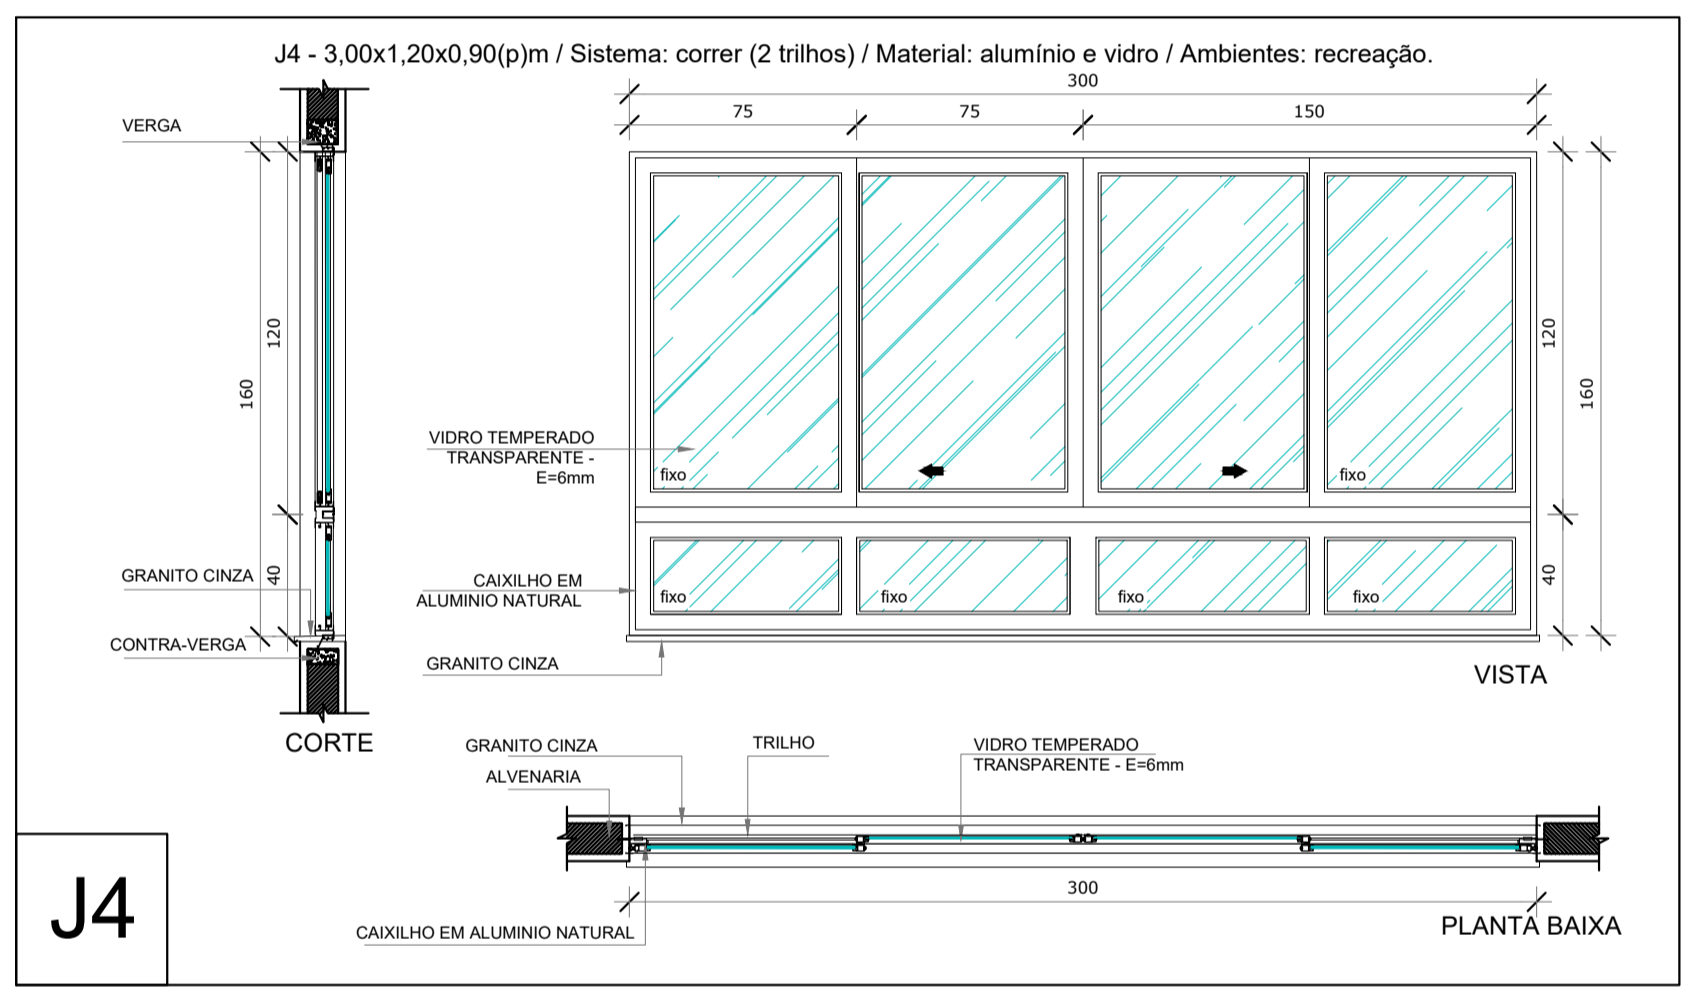 J4 - 3,00x1,20x0,90(p)m / Sistema: correr (2 trilhos) / Material: alumínio e vidro / Ambientes: recreação.
300
75
75
150
VERGA
120
160
40
GRANITO CINZA
CONTRA-VERGA
CORTE
VIDRO TEMPERADO
TRANSPARENTE -
E=6mm
fixo
fixo
CAIXILHO EM
ALUMINIO NATURAL
fixo
fixo
fixo
fixo
GRANITO CINZA
120
160
40
VISTA
GRANITO CINZA
ALVENARIA
TRILHO
VIDRO TEMPERADO
TRANSPARENTE - E=6mm
300
CAIXILHO EM ALUMINIO NATURAL
PLANTA BAIXA
J4